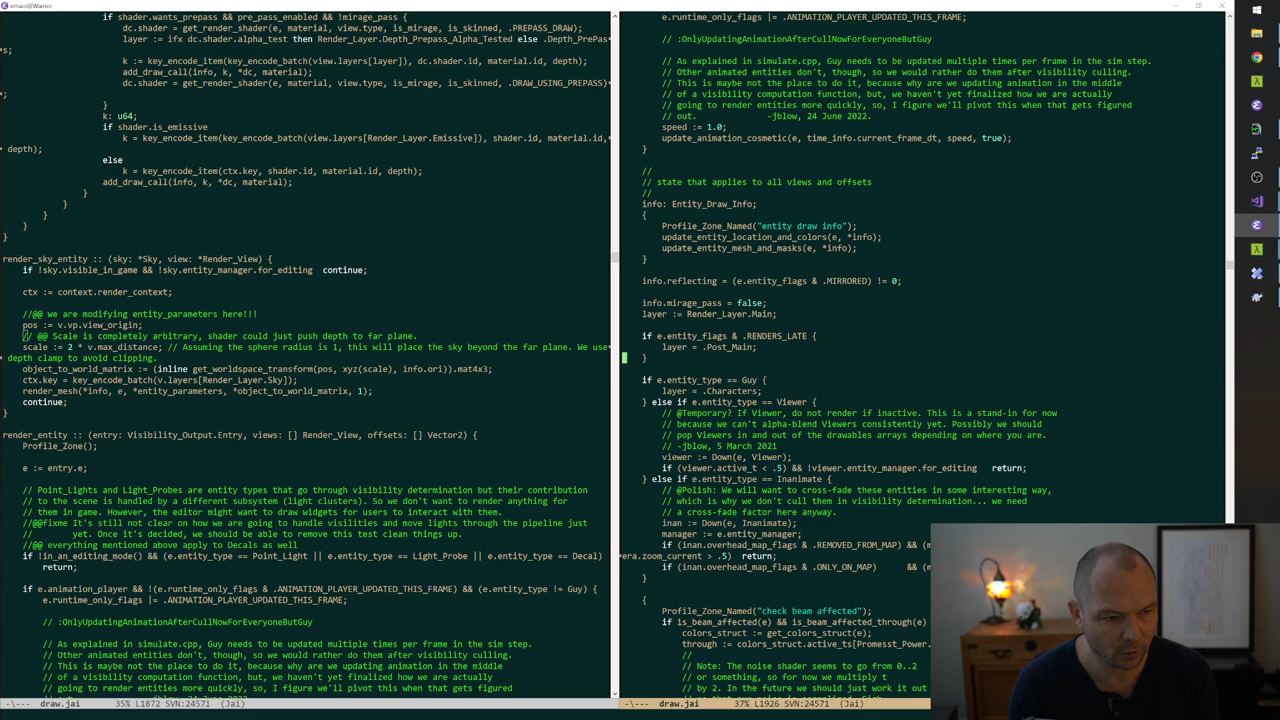 emacs@Warrior
if shader.wants_prepass && pre_pass_enabled && !mirage_pass {
dc.shader = get_render_shader(e, material, view.type, is_mirage, is_skinned, .PREPASS_DRAW);
layer := ifx dc.shader.alpha_test then Render_Layer.Depth_Prepass_Alpha_Tested else .Depth_PrePas
s;
k := key_encode_item(key_encode_batch(view.layers[layer]), dc.shader.id, material.id, depth);
add_draw_call(info, k, *dc, material);
dc.shader = get_render_shader(e, material, view.type, is_mirage, is_skinned, .DRAW_USING_PREPASS)
;
}
k: u64;
if shader.is_emissive
k = key_encode_item(key_encode_batch(view.layers[Render_Layer.Emissive]), shader.id, material.id,
depth);
else
k = key_encode_item(ctx.key, shader.id, material.id, depth);
add_draw_call(info, k, *dc, material);
}
}
}
}
}
render_sky_entity :: (sky: *Sky, view: *Render_View) {
if !sky.visible_in_game && !sky.entity_manager.for_editing  continue;
ctx := context.render_context;
//@@ we are modifying entity_parameters here!!!
pos := v.vp.view_origin;
// @@ Scale is completely arbitrary, shader could just push depth to far plane.
scale := 2 * v.max_distance; // Assuming the sphere radius is 1, this will place the sky beyond the far plane. We use
depth clamp to avoid clipping.
object_to_world_matrix := (inline get_worldspace_transform(pos, xyz(scale), info.ori)).mat4x3;
ctx.key = key_encode_batch(v.layers[Render_Layer.Sky]);
render_mesh(*info, e, *entity_parameters, *object_to_world_matrix, 1);
continue;
}
render_entity :: (entry: Visibility_Output.Entry, views: [] Render_View, offsets: [] Vector2) {
Profile_Zone();
e := entry.e;
// Point_Lights and Light_Probes are entity types that go through visibility determination but their contribution
// to the scene is handled by a different subsystem (light clusters). So we don't want to render anything for
// them in game. However, the editor might want to draw widgets for users to interact with them.
//@@fixme It's still not clear on how we are going to handle visilities and move lights through the pipeline just
//      yet. Once it's decided, we should be able to remove this test clean things up.
//@@ everything mentioned above apply to Decals as well
if !in_an_editing_mode() && (e.entity_type == Point_Light || e.entity_type == Light_Probe || e.entity_type == Decal)
return;
if e.animation_player && !(e.runtime_only_flags & .ANIMATION_PLAYER_UPDATED_THIS_FRAME) && (e.entity_type != Guy) {
e.runtime_only_flags |= .ANIMATION_PLAYER_UPDATED_THIS_FRAME;
// :OnlyUpdatingAnimationAfterCullNowForEveryoneButGuy
// As explained in simulate.cpp, Guy needs to be updated multiple times per frame in the sim step.
// Other animated entities don't, though, so we would rather do them after visibility culling.
// This is maybe not the place to do it, because why are we updating animation in the middle
// of a visibility computation function, but, we haven't yet finalized how we are actually
// going to render entities more quickly, so, I figure we'll pivot this when that gets figured
-\--- draw.jai 35% L1872 SVN:24571 (Jai)
e.runtime_only_flags |= .ANIMATION_PLAYER_UPDATED_THIS_FRAME;
// :OnlyUpdatingAnimationAfterCullNowForEveryoneButGuy
// As explained in simulate.cpp, Guy needs to be updated multiple times per frame in the sim step.
// Other animated entities don't, though, so we would rather do them after visibility culling.
// This is maybe not the place to do it, because why are we updating animation in the middle
// of a visibility computation function, but, we haven't yet finalized how we are actually
// going to render entities more quickly, so, I figure we'll pivot this when that gets figured
// out.              -jblow, 24 June 2022.
speed := 1.0;
update_animation_cosmetic(e, time_info.current_frame_dt, speed, true);
}
//
// state that applies to all views and offsets
//
info: Entity_Draw_Info;
{
Profile_Zone_Named("entity draw info");
update_entity_location_and_colors(e, *info);
update_entity_mesh_and_masks(e, *info);
}
info.reflecting = (e.entity_flags & .MIRRORED) != 0;
info.mirage_pass = false;
layer := Render_Layer.Main;
if e.entity_flags & .RENDERS_LATE {
layer = .Post_Main;
}
if e.entity_type == Guy {
layer = .Characters;
} else if e.entity_type == Viewer {
// @Temporary? If Viewer, do not render if inactive. This is a stand-in for now
// because we can't alpha-blend Viewers consistently yet. Possibly we should
// pop Viewers in and out of the drawables arrays depending on where you are.
// -jblow, 5 March 2021
viewer := Down(e, Viewer);
if (viewer.active_t < .5) && !viewer.entity_manager.for_editing   return;
} else if e.entity_type == Inanimate {
// @Polish: We will want to cross-fade these entities in some interesting way,
// which is why we don't cull them in visibility determination... we need
// a cross-fade factor here anyway.
inan := Down(e, Inanimate);
manager := e.entity_manager;
if (inan.overhead_map_flags & .REMOVED_FROM_MAP) && (m
era.zoom_current > .5)  return;
if (inan.overhead_map_flags & .ONLY_ON_MAP)      && (m
}
{
Profile_Zone_Named("check beam affected");
if is_beam_affected(e) && is_beam_affected_through(e)
colors_struct := get_colors_struct(e);
through := colors_struct.active_ts[Promesst_Power.
//
// Note: The noise shader seems to go from 0..2
// or something, so for now we multiply t
// by 2. In the future we should just work it out
-\--- draw.jai 37% L1926 SVN:24571 (Jai)